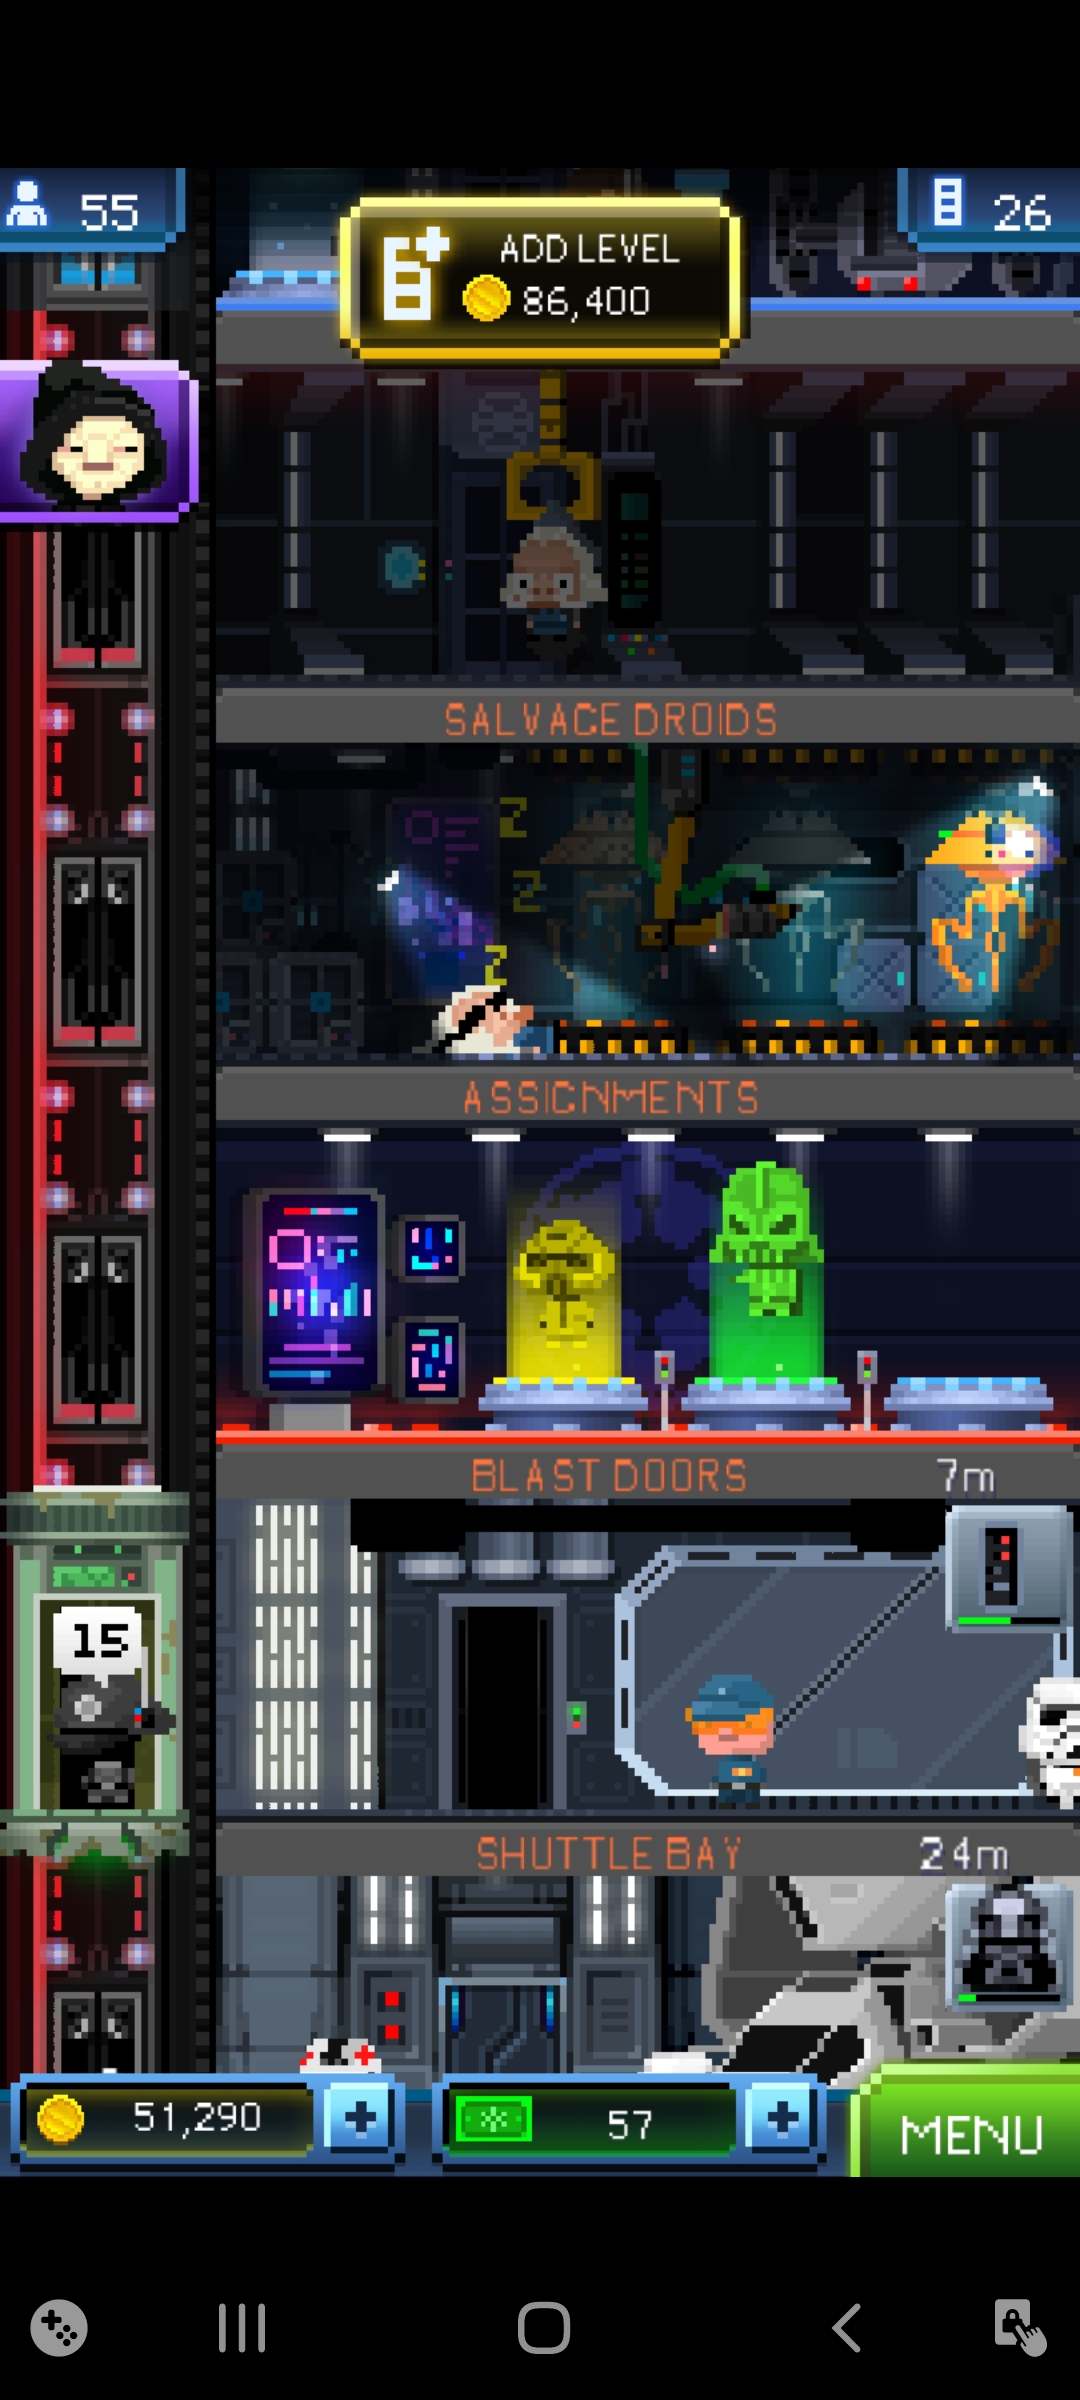 55
ADD LEVEL
86,400
26
SALVAGE DROIDS
Z
Z
Z
ASSIGNMENTS
BLAST DOORS 7m
15
SHUTTLE BAY 24m
51,290
57
MENU